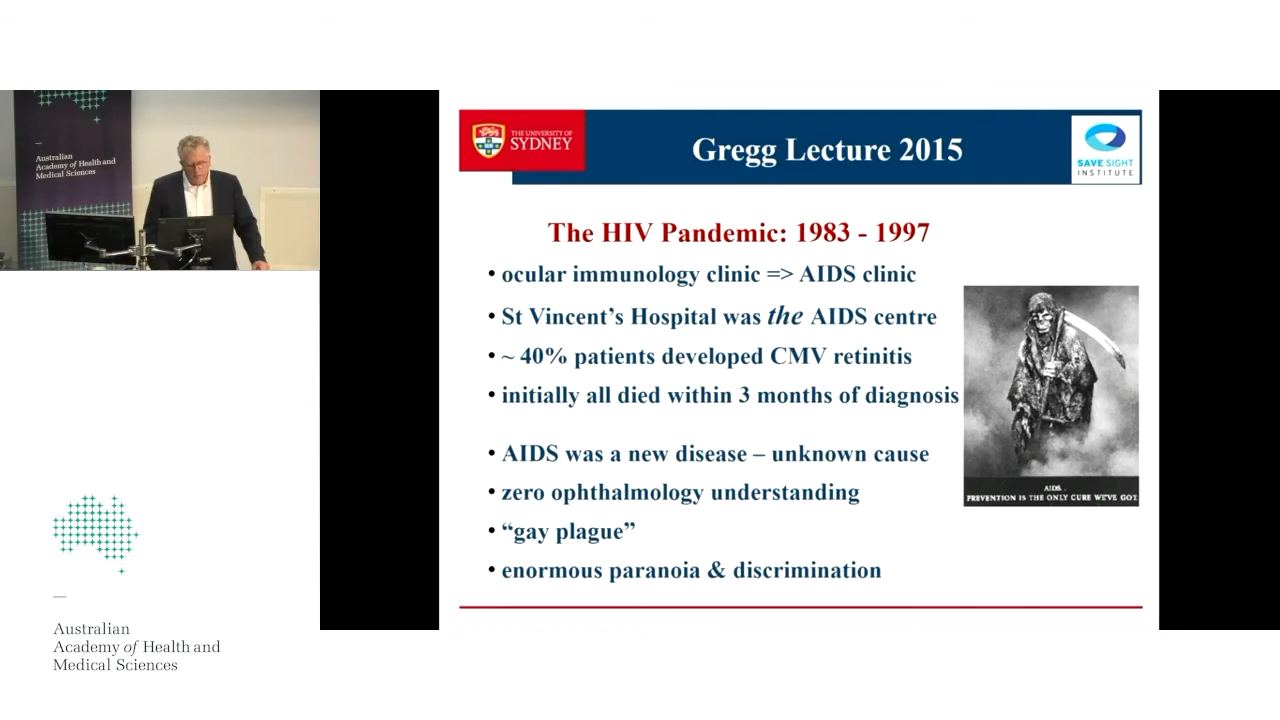 Australian
Academy of Health and
Medical Sciences
THE UNIVERSITY OF
SYDNEY
Gregg Lecture 2015
SAVE SIGHT
INSTITUTE
The HIV Pandemic: 1983 - 1997
• ocular immunology clinic => AIDS clinic
• St Vincent’s Hospital was the AIDS centre
• ~ 40% patients developed CMV retinitis
• initially all died within 3 months of diagnosis
• AIDS was a new disease – unknown cause
• zero ophthalmology understanding
• “gay plague”
• enormous paranoia & discrimination
AIDS..
PREVENTION IS THE ONLY CURE WE'VE GOT.
Australian
Academy of Health and
Medical Sciences